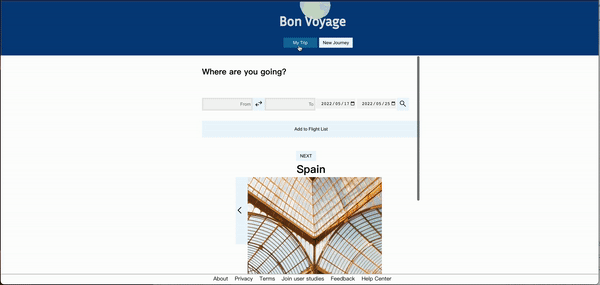 Bon Voyage
My Trip New Journey
Where are you going?
From To 2022/05/17 2022/05/25
Add to Flight List
NEXT
Spain
About Privacy Terms Join user studies Feedback Help Center